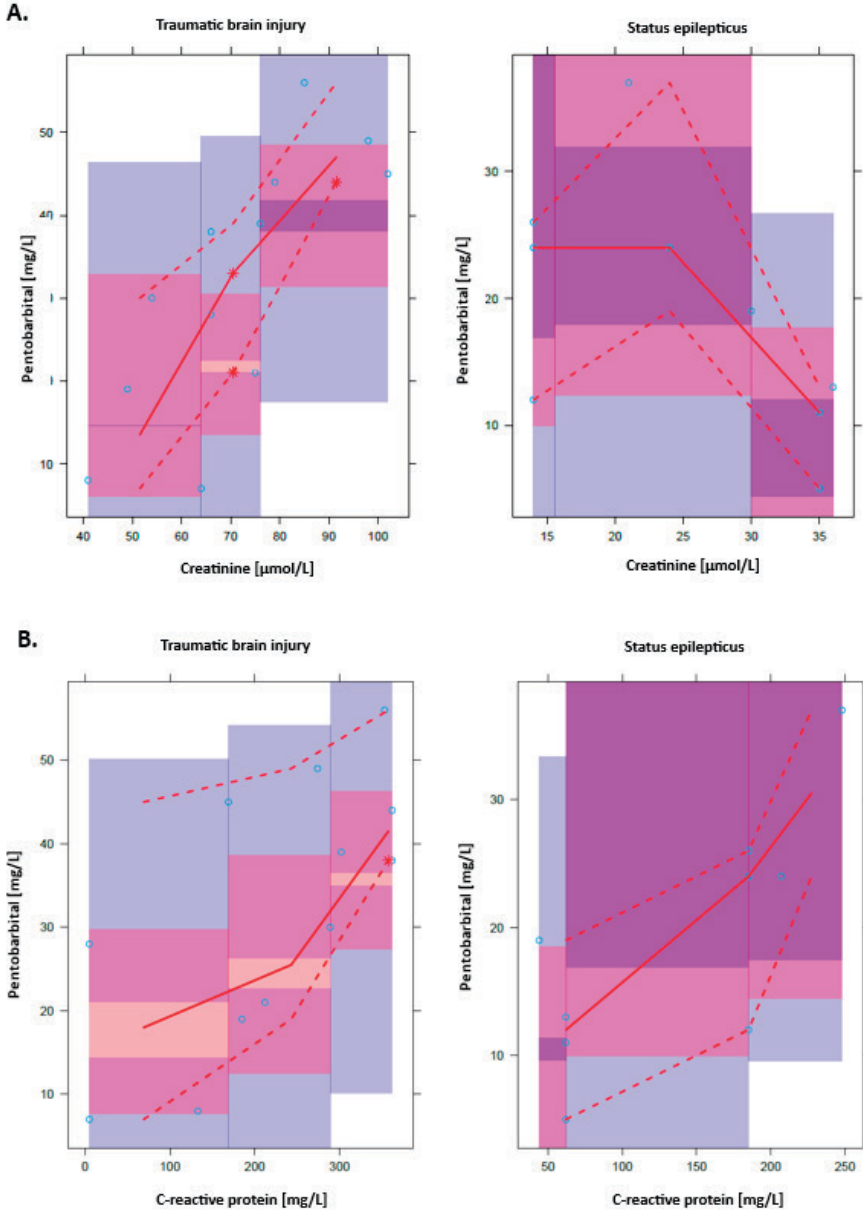 A.
Traumatic brain injury
Status epilepticus
Pentobarbital [mg/L]
50
40
10
40 50 60 70 80 90 100
Creatinine [µmol/L]
Pentobarbital [mg/L]
30
20
10
15 20 25 30 35
Creatinine [µmol/L]
B.
Traumatic brain injury
Status epilepticus
Pentobarbital [mg/L]
50
40
30
20
10
0 100 200 300
C-reactive protein [mg/L]
Pentobarbital [mg/L]
30
20
10
50 100 150 200 250
C-reactive protein [mg/L]